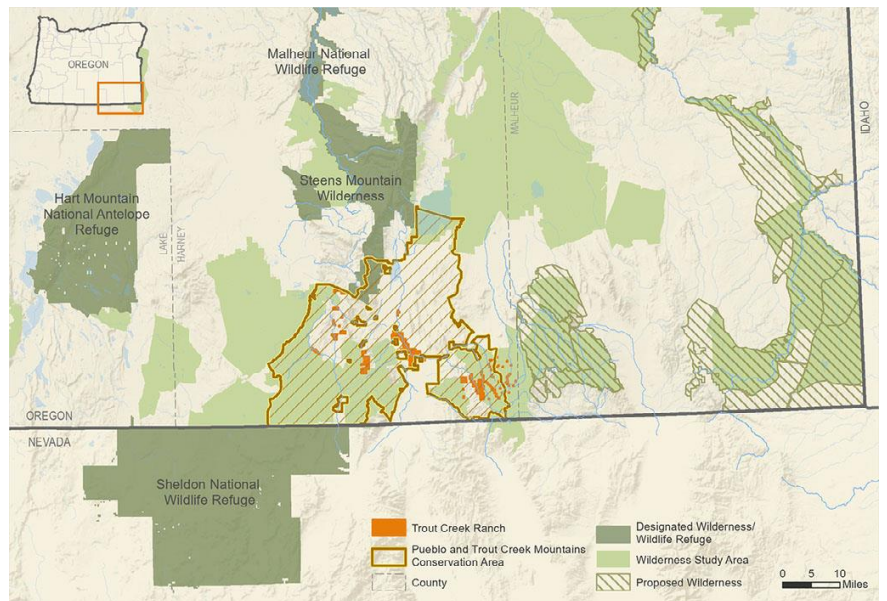 Malheur National
Wildlife Refuge
OREGON
MALHEUR
IDAHO
Steens Mountain
Wilderness
Hart Mountain
National Antelope
Refuge
LAKE
HARNEY
OREGON
NEVADA
Sheldon National
Wildlife Refuge
Trout Creek Ranch
Pueblo and Trout Creek Mountains
Conservation Area
County
Designated Wilderness/
Wildlife Refuge
Wilderness Study Area
Proposed Wilderness
0 5 10
Miles